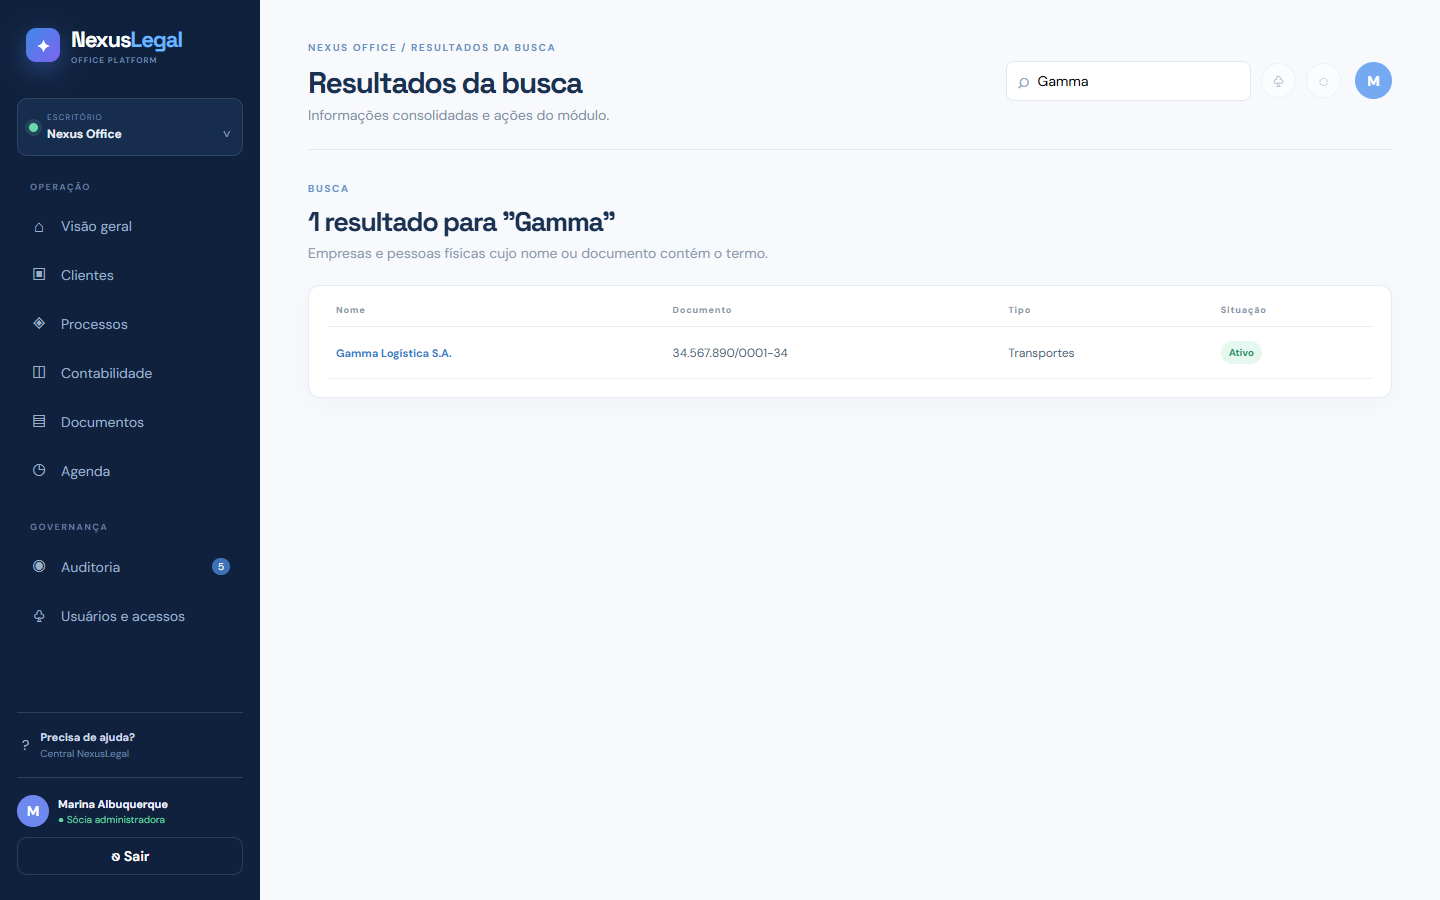 NexusLegal
OFFICE PLATFORM
ESCRITÓRIO
Nexus Office
OPERAÇÃO
Visão geral
Clientes
Processos
Contabilidade
Documentos
Agenda
GOVERNANÇA
Auditoria 5
Usuários e acessos
? Precisa de ajuda?
Central NexusLegal
M Marina Albuquerque
● Sócia administradora
Sair
NEXUS OFFICE / RESULTADOS DA BUSCA
Resultados da busca
Informações consolidadas e ações do módulo.
Gamma
M
BUSCA
1 resultado para ”Gamma”
Empresas e pessoas físicas cujo nome ou documento contém o termo.
Nome Documento Tipo Situação
Gamma Logística S.A. 34.567.890/0001-34 Transportes Ativo